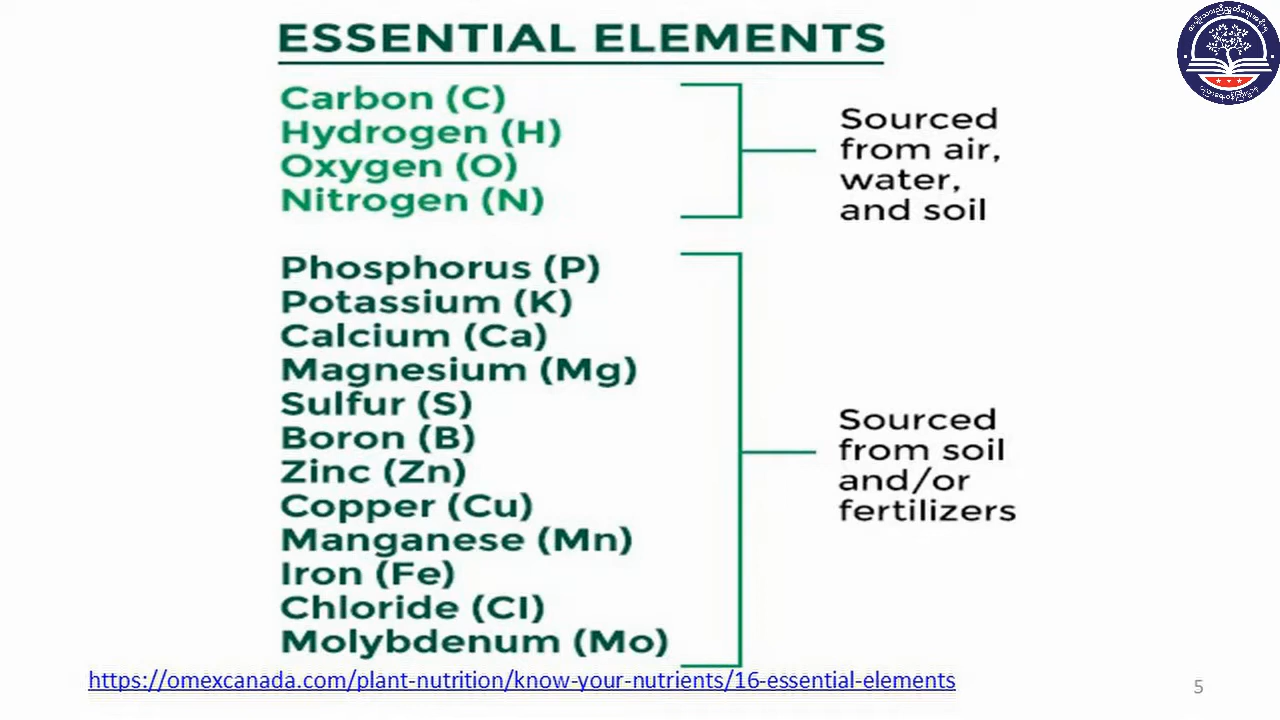 ESSENTIAL ELEMENTS
Carbon (C)
Hydrogen (H)
Oxygen (O)
Nitrogen (N)
Sourced
from air,
water,
and soil
Phosphorus (P)
Potassium (K)
Calcium (Ca)
Magnesium (Mg)
Sulfur (S)
Boron (B)
Zinc (Zn)
Copper (Cu)
Manganese (Mn)
Iron (Fe)
Chloride (Cl)
Molybdenum (Mo)
Sourced
from soil
and/or
fertilizers
https://omexcanada.com/plant-nutrition/know-your-nutrients/16-essential-elements
5